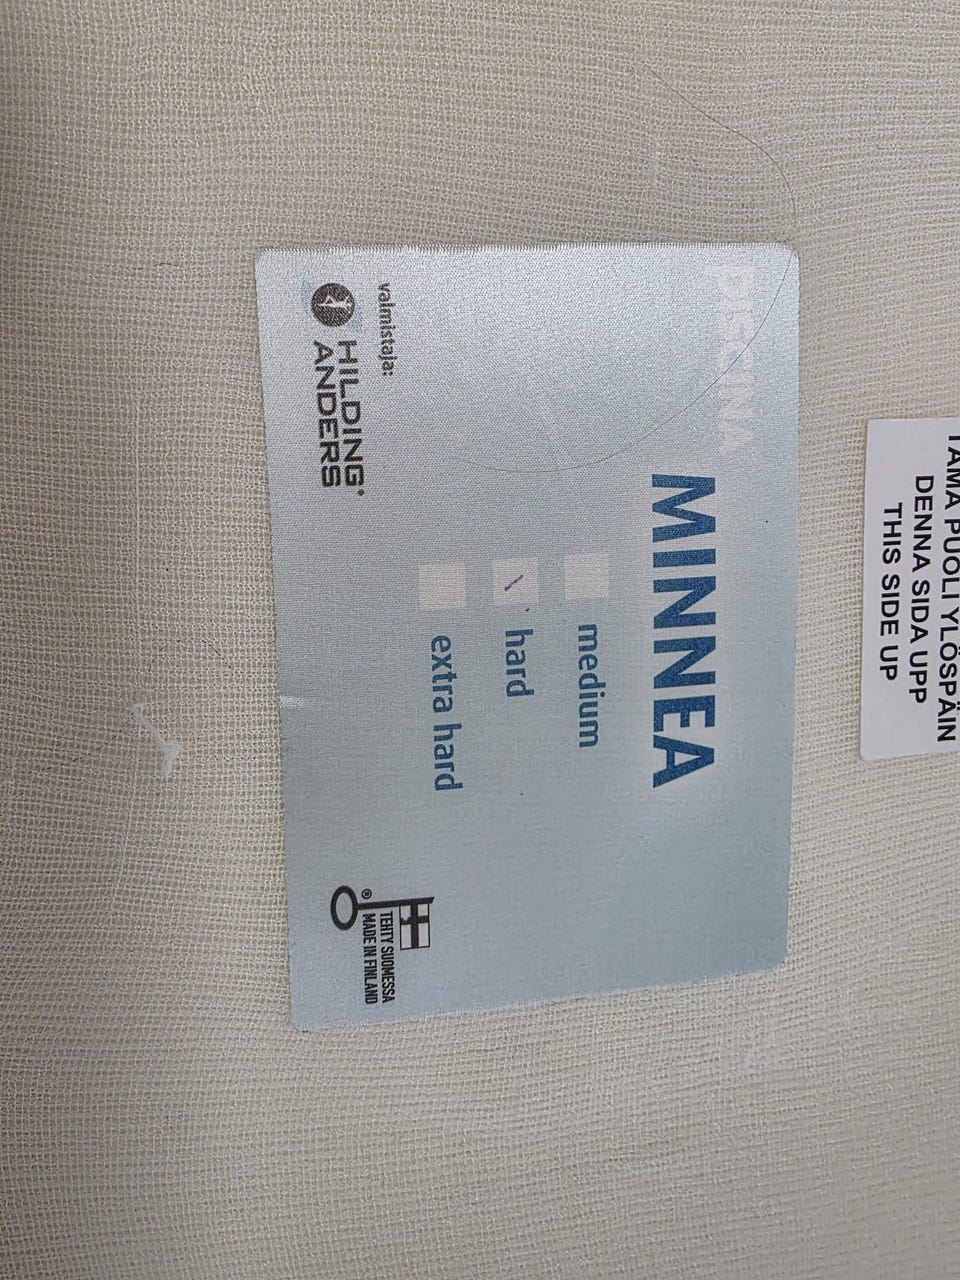 PISCINA
MINNEA
medium
hard
extra hard
valmistaja:
HILDING®
ANDERS
TEHTY SUOMESSA
MADE IN FINLAND
®
TÄMÄ PUOLI YLÖSPÄIN
DENNA SIDA UPP
THIS SIDE UP